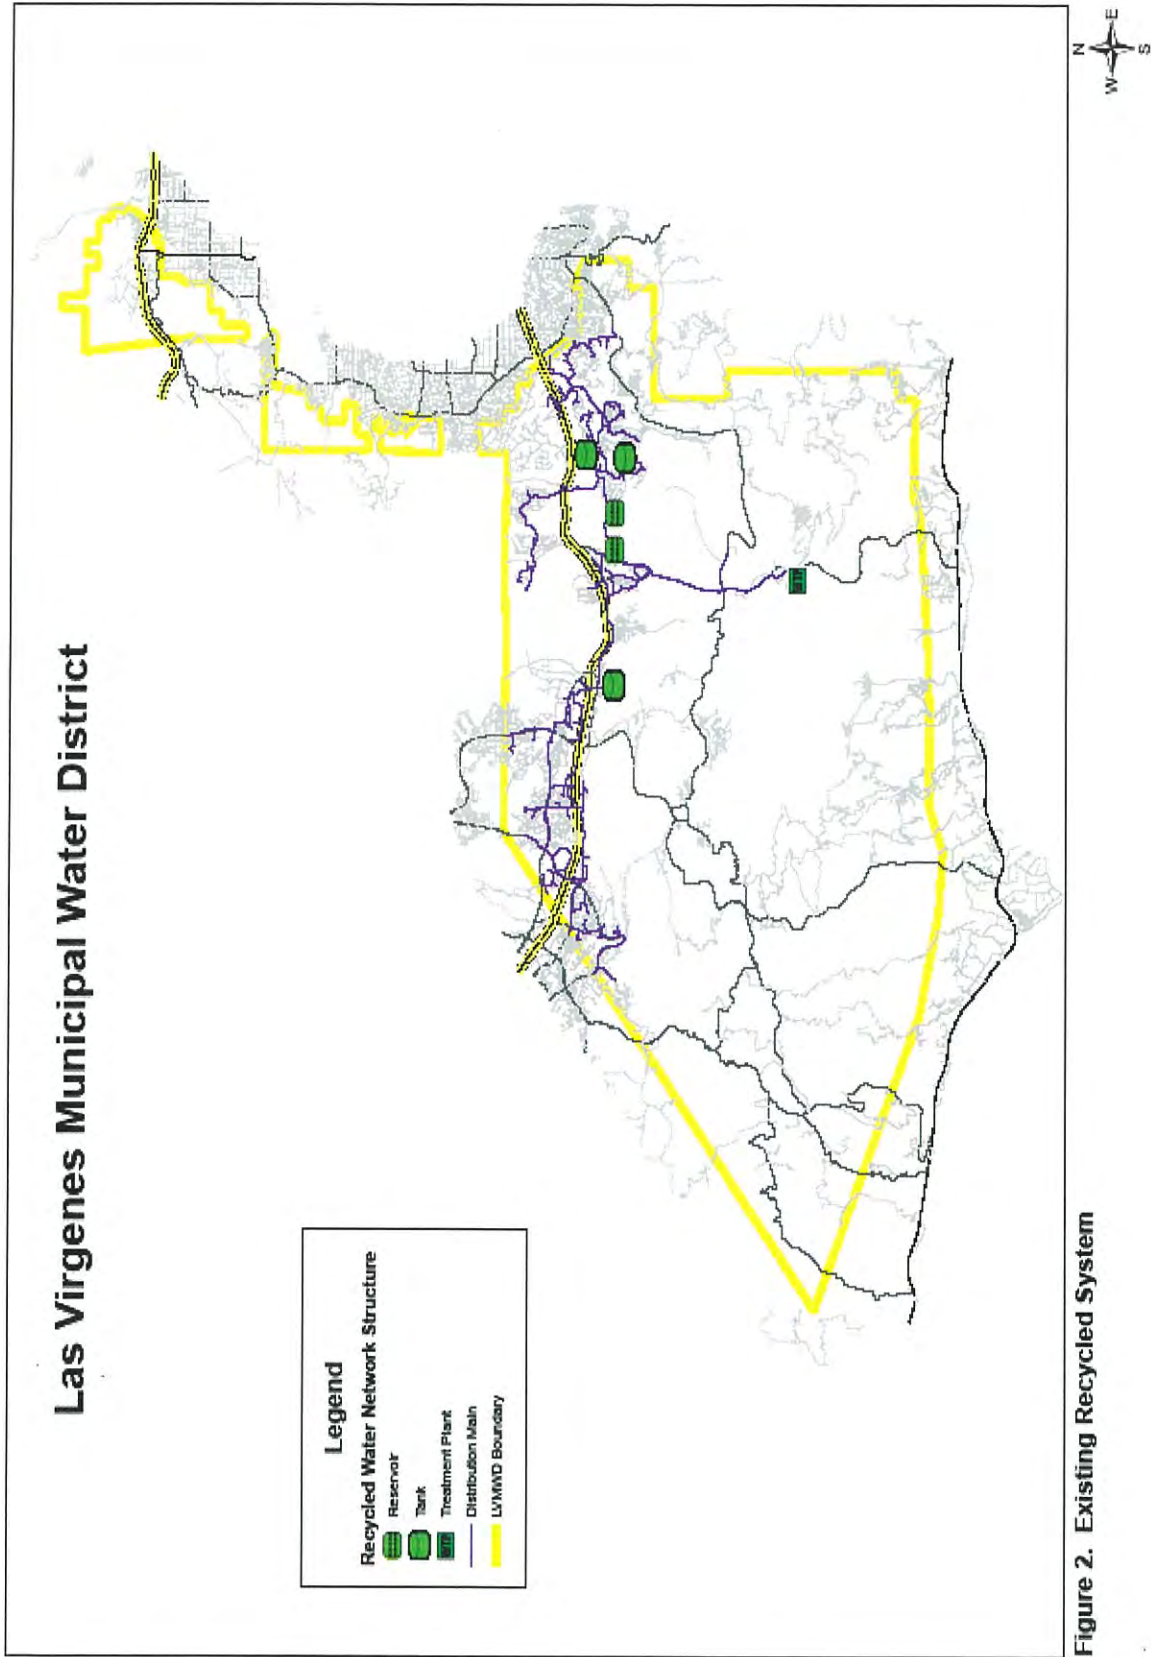 Las Virgenes Municipal Water District
Legend
Recycled Water Network Structure
Reservoir
Tank
Treatment Plant
Distribution Main
LVMWD Boundary
N
W
E
S
Figure 2. Existing Recycled System